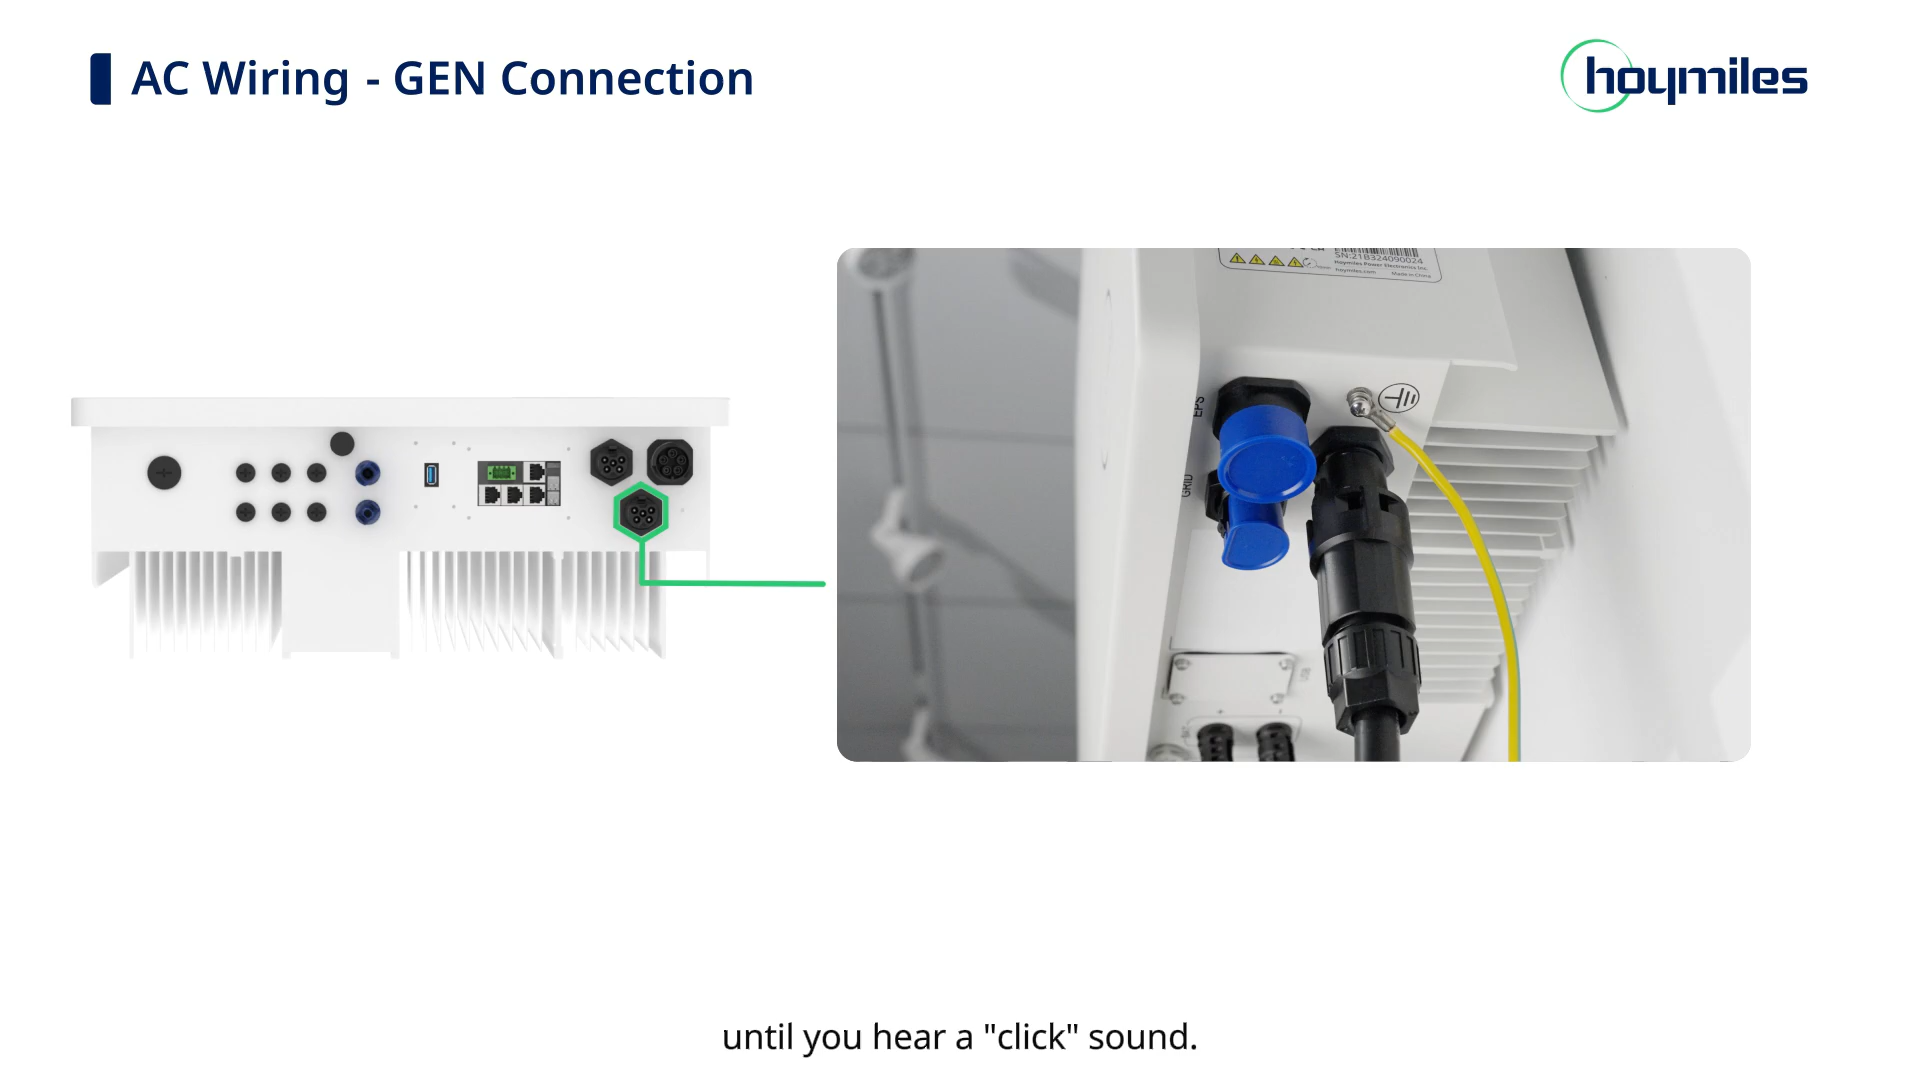 AC Wiring - GEN Connection
hoymiles
SN:21B324090024
Hoymiles Power Electronics Inc.
hoymiles.com Made in China
EPS
GRID
until you hear a "click" sound.